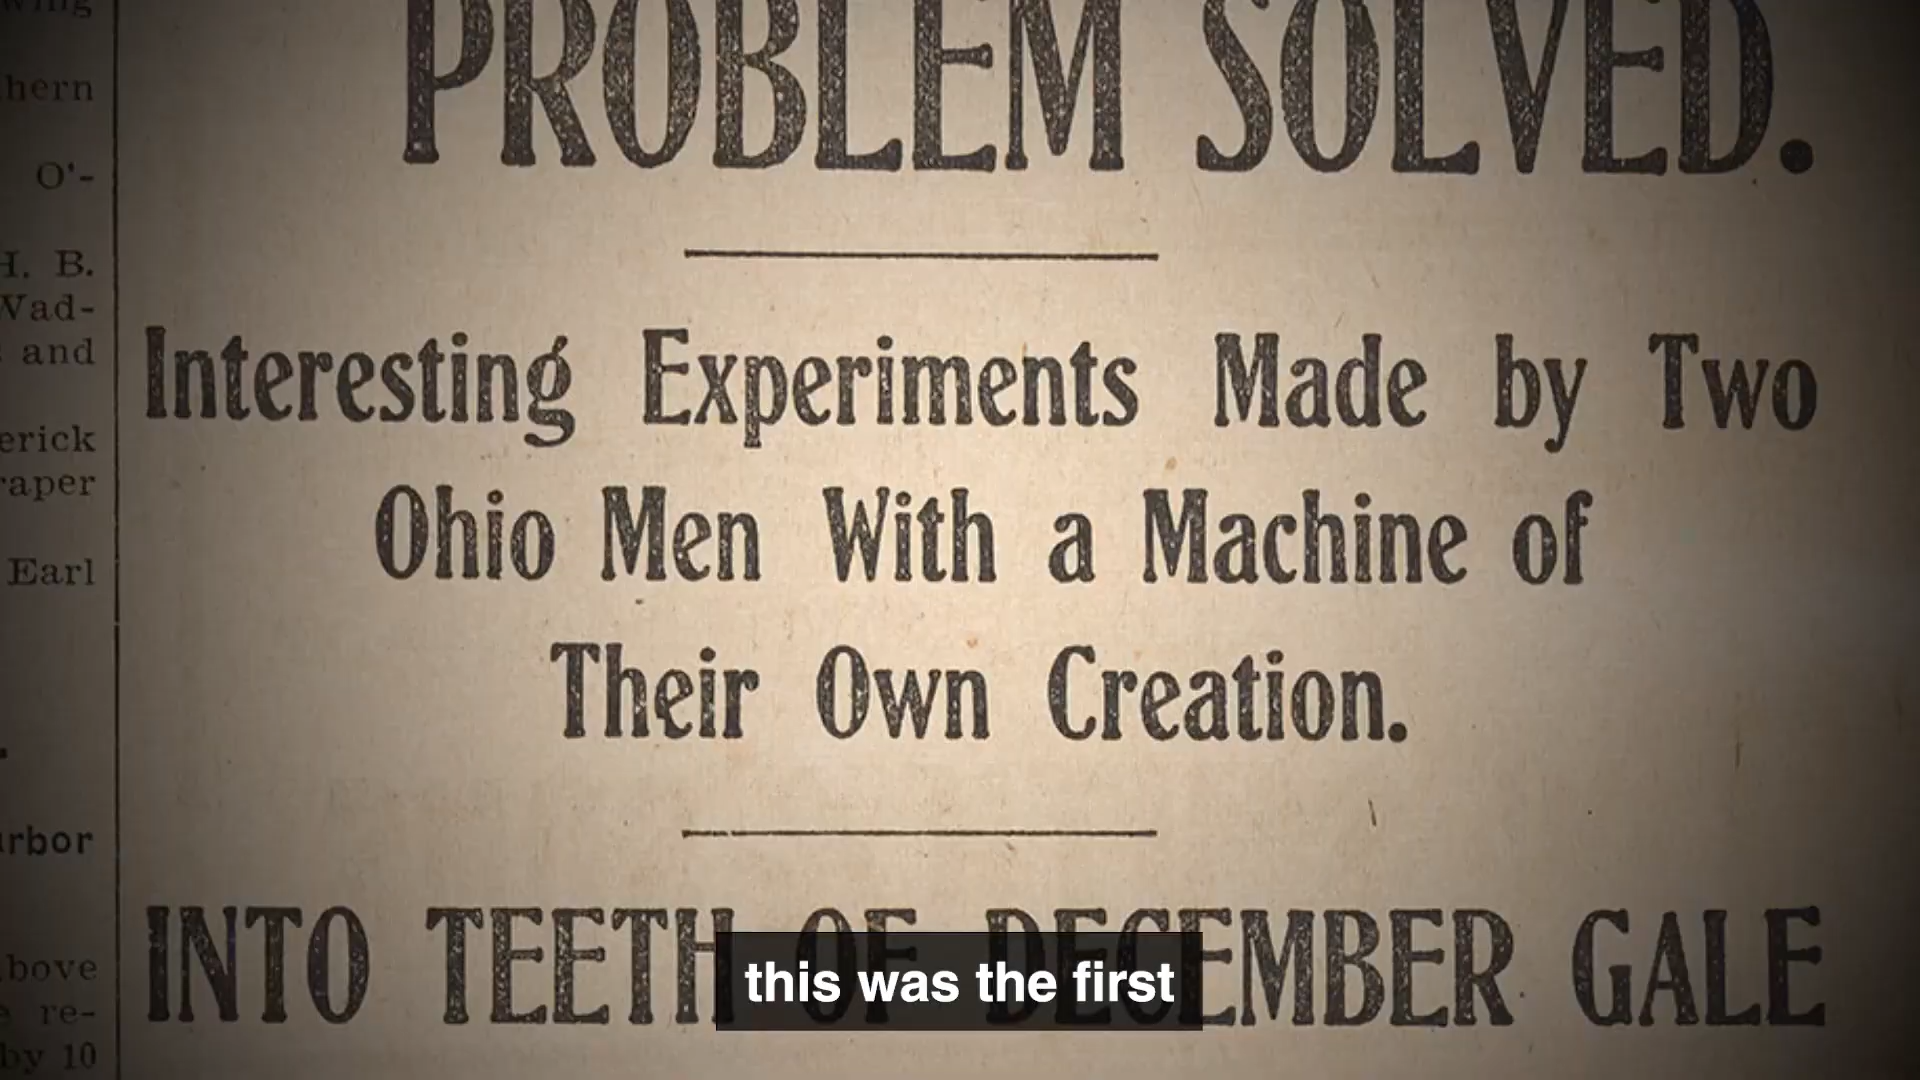 PROBLEM SOLVED.
Interesting Experiments Made by Two
Ohio Men With a Machine of
Their Own Creation.
INTO TEETH OF DECEMBER GALE
this was the first
hern
O'-
H. B.
Wad-
and
erick
raper
Earl
rbor
bove
re-
by 10